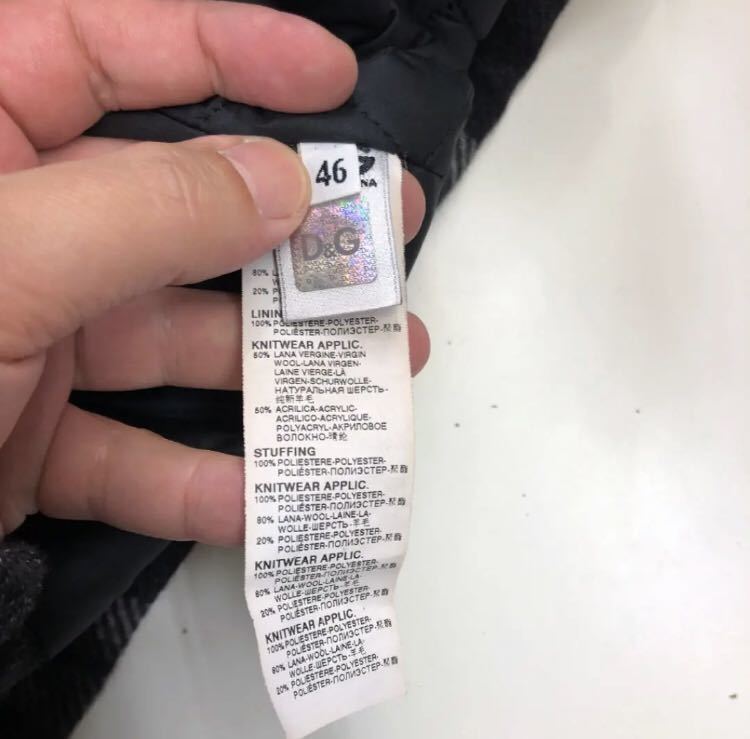 46
NA
D&G
80% L
20% P
LININ
100% POLIESTERE-POLYESTER-
POLIÉSTER-ПОЛИЭСТЕР-聚酯
KNITWEAR APPLIC.
50% LANA VERGINE-VIRGIN
WOOL-LANA VIRGEN-
LAINE VIERGE-LÃ
VIRGEN-SCHURWOLLE-
НАТУРАЛЬНАЯ ШЕРСТЬ-
纯新羊毛
50% ACRILICA-ACRYLIC-
ACRILICO-ACRYLIQUE-
POLYACRYL-АКРИЛОВОЕ
ВОЛОКНО-腈纶
STUFFING
100% POLIESTERE-POLYESTER-
POLIÉSTER-ПОЛИЭСТЕР-聚酯
KNITWEAR APPLIC.
100% POLIESTERE-POLYESTER-
POLIÉSTER-ПОЛИЭСТЕР-聚酯
80% LANA-WOOL-LAINE-LA-
WOLLE-ШЕРСТЬ-羊毛
20% POLIESTERE-POLYESTER-
POLIÉSTER-ПОЛИЭСТЕР-聚酯
KNITWEAR APPLIC.
100% POLIESTERE-POLYESTER-
POLIÉSTER-ПОЛИЭСТЕР-聚酯
80% LANA-WOOL-LAINE-LA-
WOLLE-ШЕРСТЬ-羊毛
20% POLIESTERE-POLYESTER-
POLIÉSTER-ПОЛИЭСТЕР-聚酯
KNITWEAR APPLIC.
100% POLIESTERE-POLYESTER-
POLIÉSTER-ПОЛИЭСТЕР-聚酯
80% LANA-WOOL-LAINE-LA-
WOLLE-ШЕРСТЬ-羊毛
20% POLIESTERE-POLYESTER-
POLIÉSTER-ПОЛИЭСТЕР-聚酯